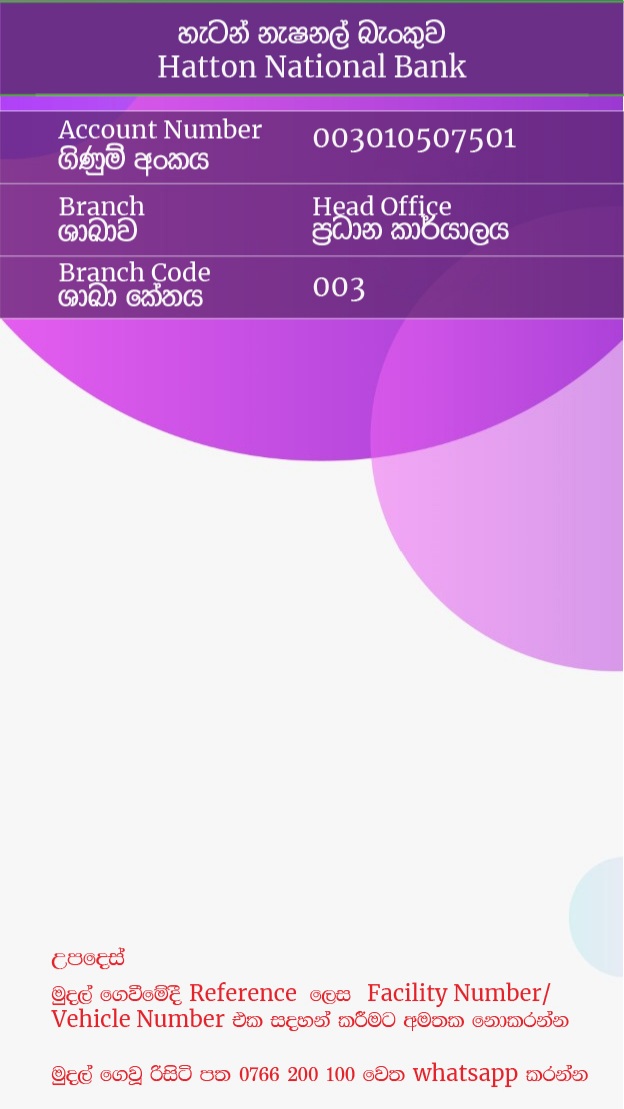 හැටන් නැෂනල් බැංකුව
Hatton National Bank
Account Number
ගිණුම් අංකය
003010507501
Branch
ශාඛාව
Head Office
ප්‍රධාන කාර්යාලය
Branch Code
ශාඛා කේතය
003
උපදෙස්
මුදල් ගෙවීමේදී Reference ලෙස Facility Number/
Vehicle Number එක සදහන් කරීමට අමතක නොකරන්න
මුදල් ගෙවූ රිසිටි පත 0766 200 100 වෙත whatsapp කරන්න